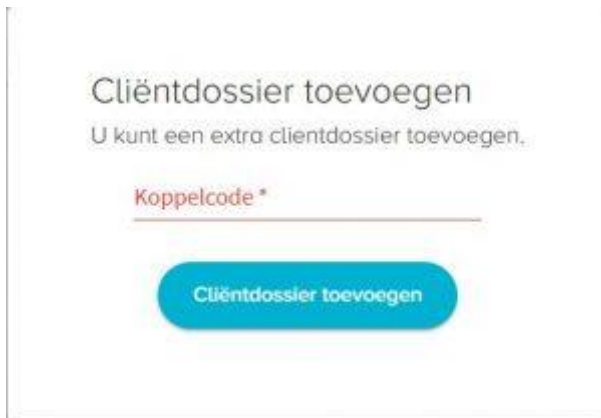 Cliëntdossier toevoegen
U kunt een extra clientdossier toevoegen.
Koppelcode *
Cliëntdossier toevoegen